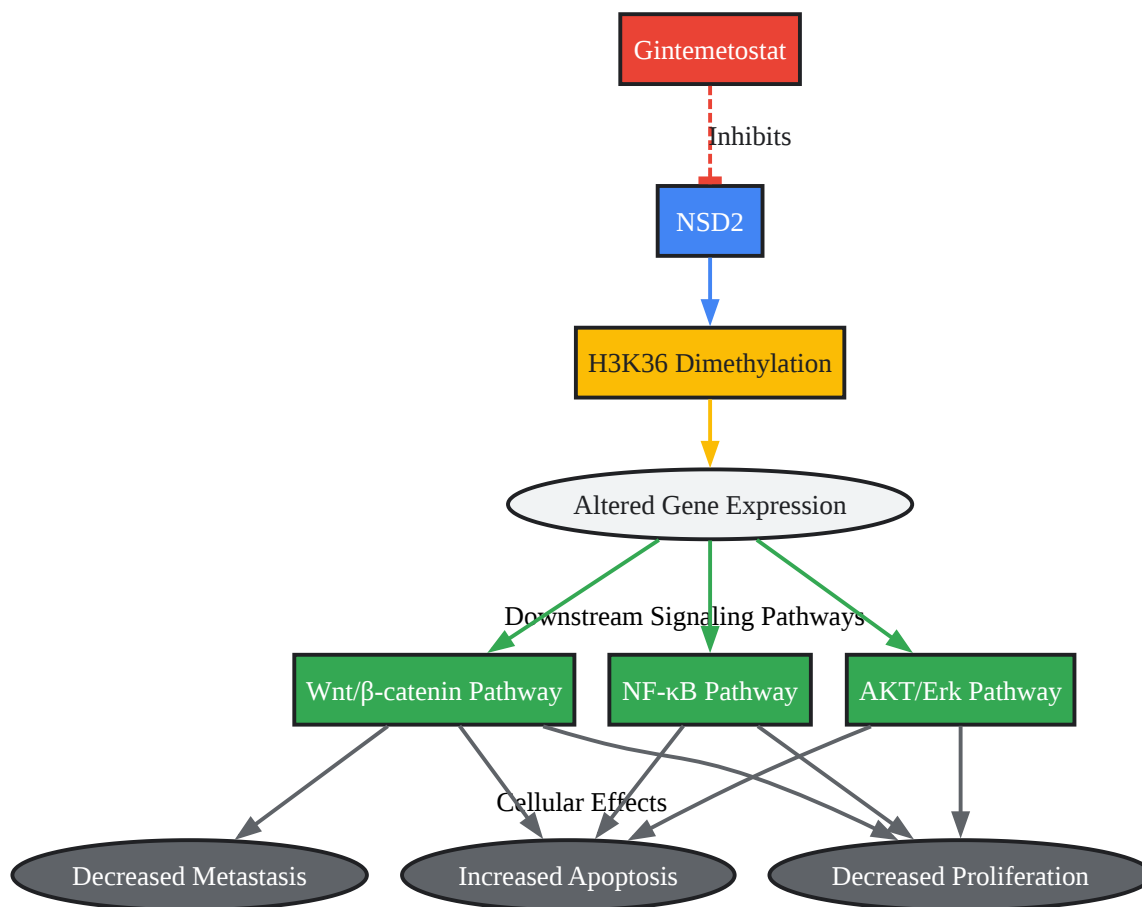 Gintemetostat
Inhibits
NSD2
H3K36 Dimethylation
Altered Gene Expression
Downstream Signaling Pathways
Wnt/β-catenin Pathway
NF-κB Pathway
AKT/Erk Pathway
Cellular Effects
Decreased Metastasis
Increased Apoptosis
Decreased Proliferation